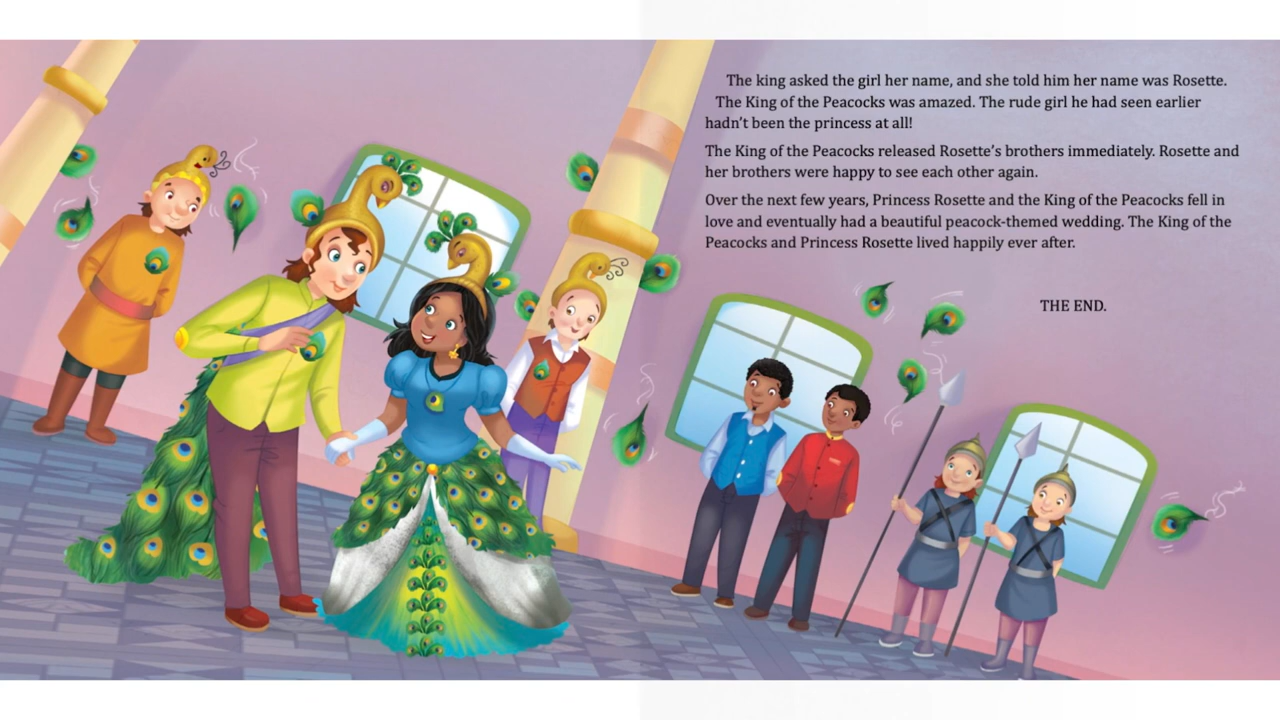 The king asked the girl her name, and she told him her name was Rosette.
The King of the Peacocks was amazed. The rude girl he had seen earlier
hadn’t been the princess at all!
The King of the Peacocks released Rosette’s brothers immediately. Rosette and
her brothers were happy to see each other again.
Over the next few years, Princess Rosette and the King of the Peacocks fell in
love and eventually had a beautiful peacock-themed wedding. The King of the
Peacocks and Princess Rosette lived happily ever after.
THE END.